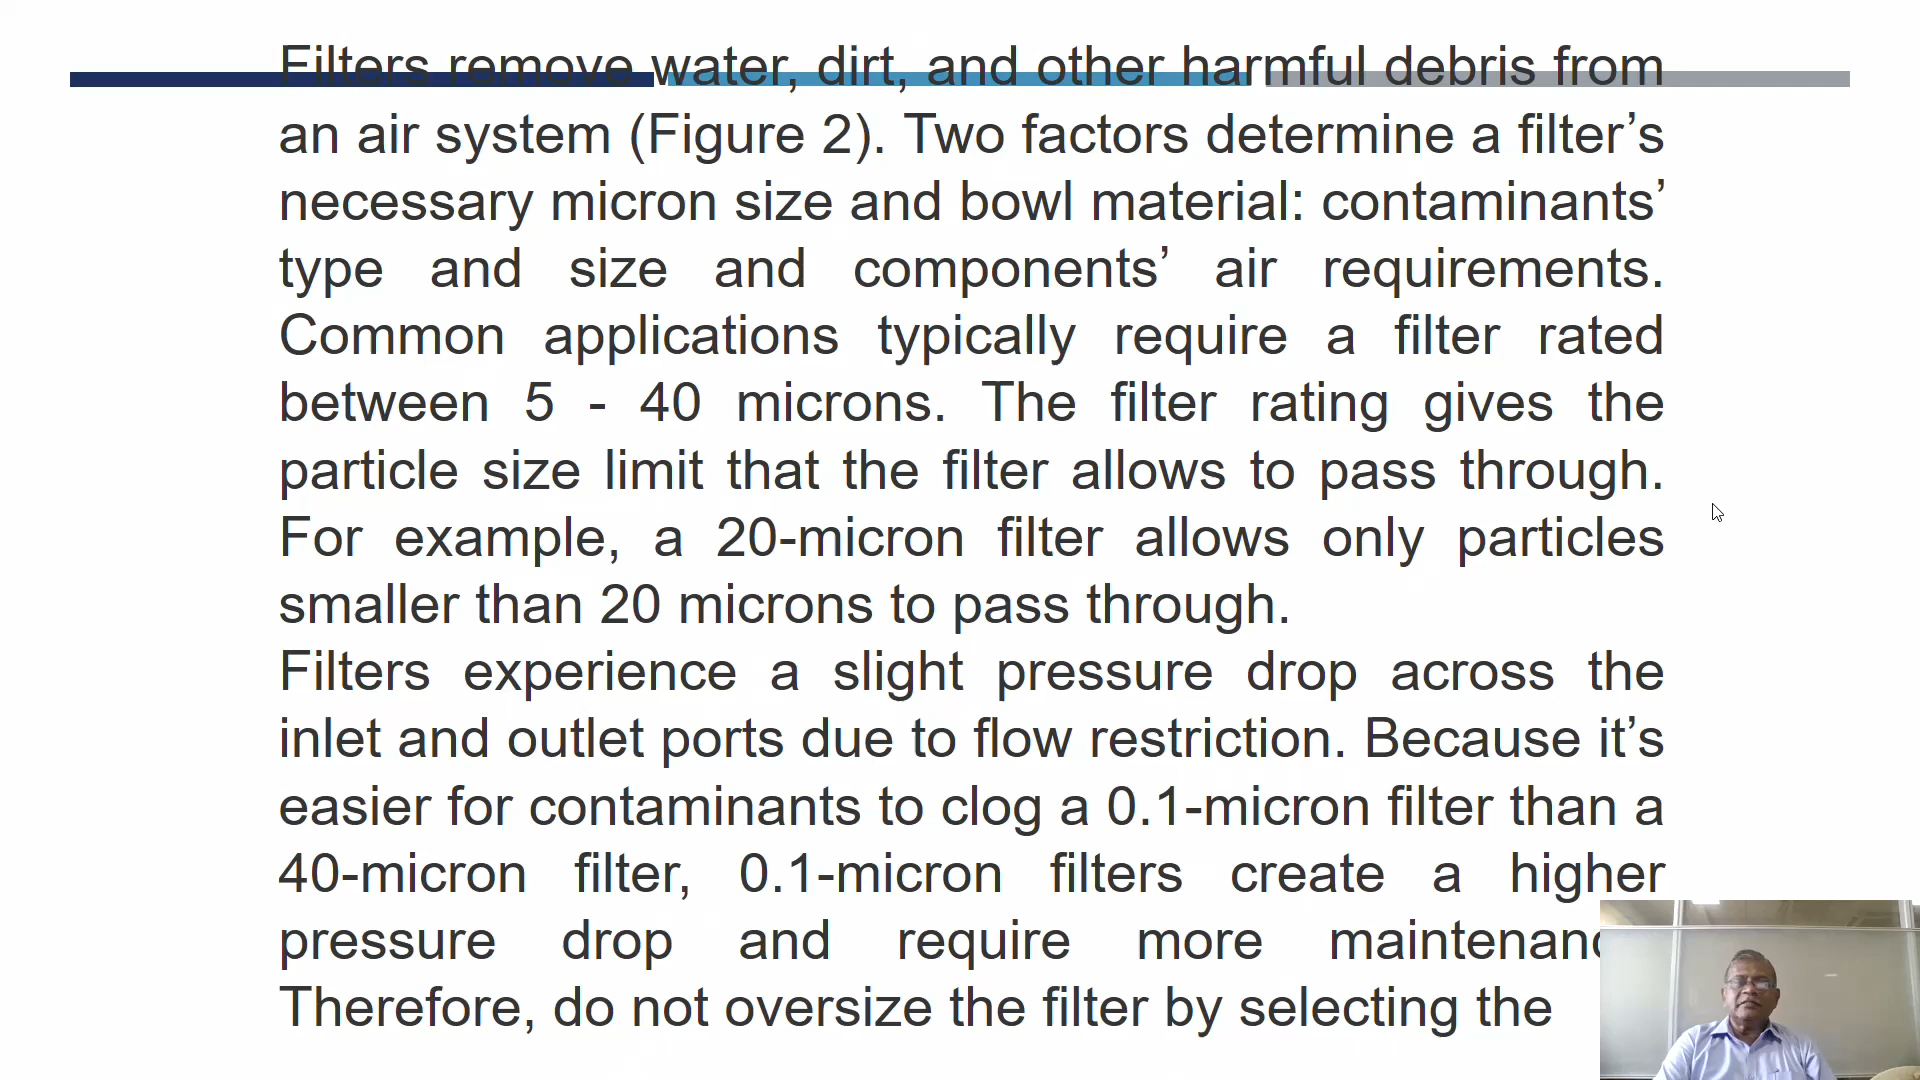 Filters remove water, dirt, and other harmful debris from
an air system (Figure 2). Two factors determine a filter’s
necessary micron size and bowl material: contaminants’
type and size and components’ air requirements.
Common applications typically require a filter rated
between 5 - 40 microns. The filter rating gives the
particle size limit that the filter allows to pass through.
For example, a 20-micron filter allows only particles
smaller than 20 microns to pass through.
Filters experience a slight pressure drop across the
inlet and outlet ports due to flow restriction. Because it’s
easier for contaminants to clog a 0.1-micron filter than a
40-micron filter, 0.1-micron filters create a higher
pressure drop and require more
Therefore, do not oversize the filter by selecting the